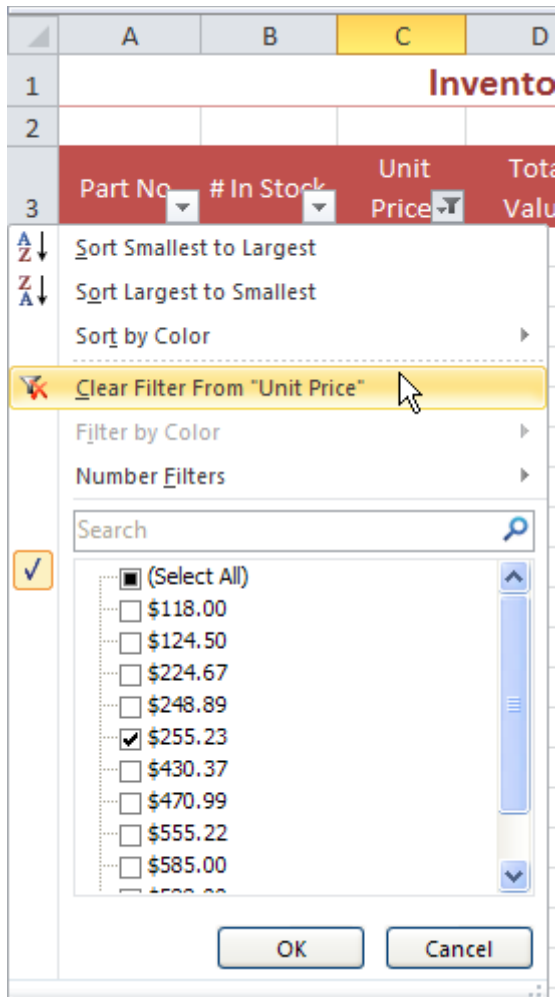 A B C D
1 Invento
2
Unit Tota
Part No # In Stock
3 Price Valu
A Z Sort Smallest to Largest
Z A Sort Largest to Smallest
Sort by Color
Clear Filter From "Unit Price"
Filter by Color
Number Filters
Search
(Select All)
$118.00
$124.50
$224.67
$248.89
$255.23
$430.37
$470.99
$555.22
$585.00
OK Cancel